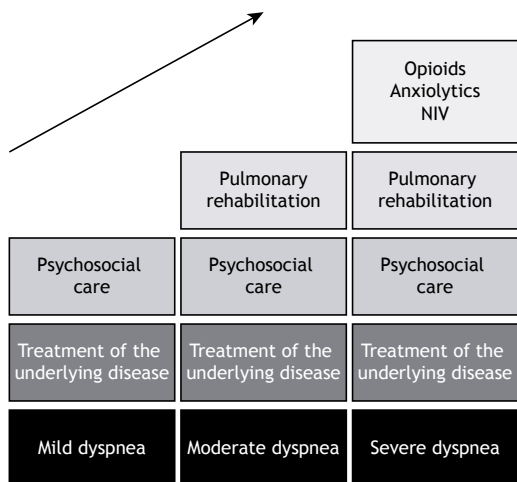 Opioids
Anxiolytics
NIV
Pulmonary
rehabilitation
Pulmonary
rehabilitation
Psychosocial
care
Psychosocial
care
Psychosocial
care
Treatment of the
underlying disease
Treatment of the
underlying disease
Treatment of the
underlying disease
Mild dyspnea
Moderate dyspnea
Severe dyspnea